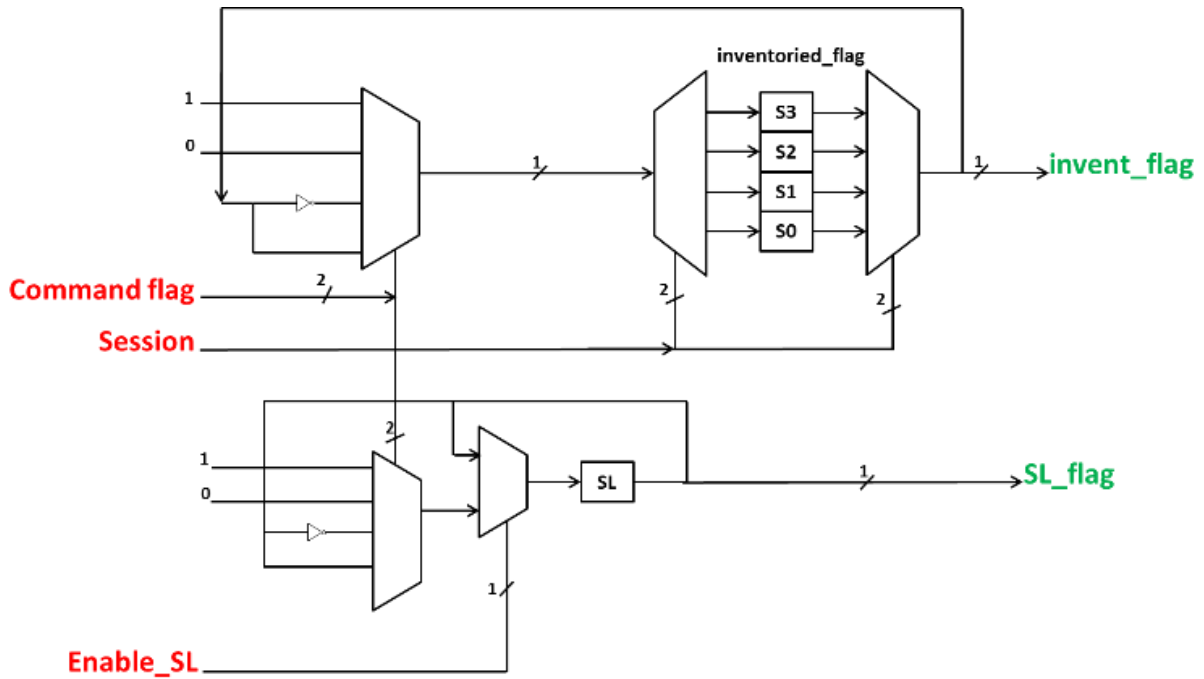 inventoried_flag
1
S3
0
S2
1
1
invent_flag
S1
S0
Command flag
2
2
2
Session
2
1
SL
1
SL_flag
0
1
Enable_SL